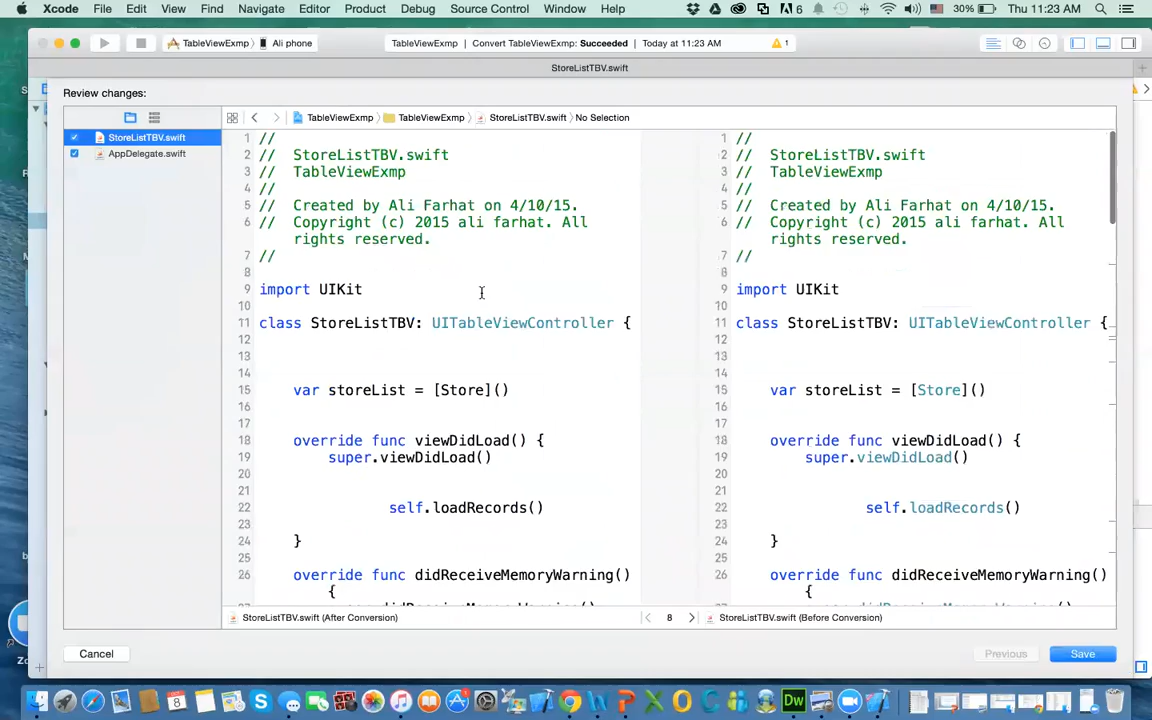 Xcode File Edit View Find Navigate Editor Product Debug Source Control Window Help 6 30% Thu 11:23 AM
TableViewExmp Ali phone TableViewExmp | Convert TableViewExmp: Succeeded | Today at 11:23 AM 1
StoreListTBV.swift
Review changes:
StoreListTBV.swift
AppDelegate.swift
TableViewExmp TableViewExmp StoreListTBV.swift No Selection
1 //
2 // StoreListTBV.swift
3 // TableViewExmp
4 //
5 // Created by Ali Farhat on 4/10/15.
6 // Copyright (c) 2015 ali farhat. All
rights reserved.
7 //
8
9 import UIKit
10
11 class StoreListTBV: UITableViewController {
12
13
14
15 var storeList = [Store]()
16
17
18 override func viewDidLoad() {
19 super.viewDidLoad()
20
21
22 self.loadRecords()
23
24 }
25
26 override func didReceiveMemoryWarning()
{
1 //
2 // StoreListTBV.swift
3 // TableViewExmp
4 //
5 // Created by Ali Farhat on 4/10/15.
6 // Copyright (c) 2015 ali farhat. All
rights reserved.
7 //
8
9 import UIKit
10
11 class StoreListTBV: UITableViewController {
12
13
14
15 var storeList = [Store]()
16
17
18 override func viewDidLoad() {
19 super.viewDidLoad()
20
21
22 self.loadRecords()
23
24 }
25
26 override func didReceiveMemoryWarning()
{
StoreListTBV.swift (After Conversion) 8 StoreListTBV.swift (Before Conversion)
Cancel Previous Save